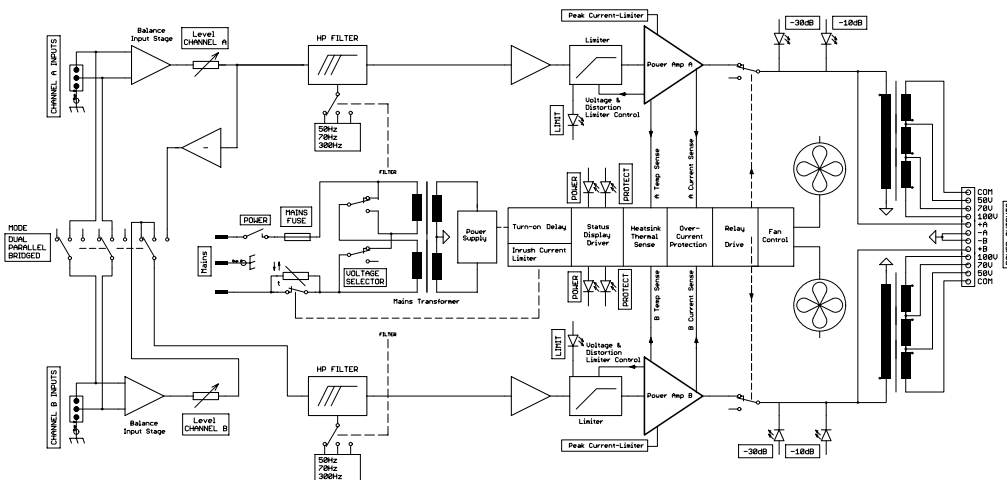 CHANNEL A INPUTS
Balance
Input Stage
Level
CHANNEL A
HP FILTER
50Hz
70Hz
300Hz
FILTER
Peak Current-Limiter
Limiter
Power Amp A
Voltage &
Distortion
Limiter Control
LIMIT
-30dB
-10dB
A Temp Sense
A Current Sense
MODE
DUAL
PARALLEL
BRIDGED
Mains
POWER
MAINS
FUSE
VOLTAGE
SELECTOR
t
Mains Transformer
Power
Supply
POWER
PROTECT
Turn-on Delay
Inrush Current
Limiter
Status
Display
Driver
Heatsink
Thermal
Sense
Over-
Current
Protection
Relay
Drive
Fan
Control
POWER
PROTECT
COM
50V
70V
100V
+A
-A
-B
+B
100V
70V
50V
COM
B Temp Sense
B Current Sense
FILTER
CHANNEL B INPUTS
Balance
Input Stage
Level
CHANNEL B
HP FILTER
50Hz
70Hz
300Hz
LIMIT
Voltage &
Distortion
Limiter Control
Limiter
Power Amp B
Peak Current-Limiter
-30dB
-10dB